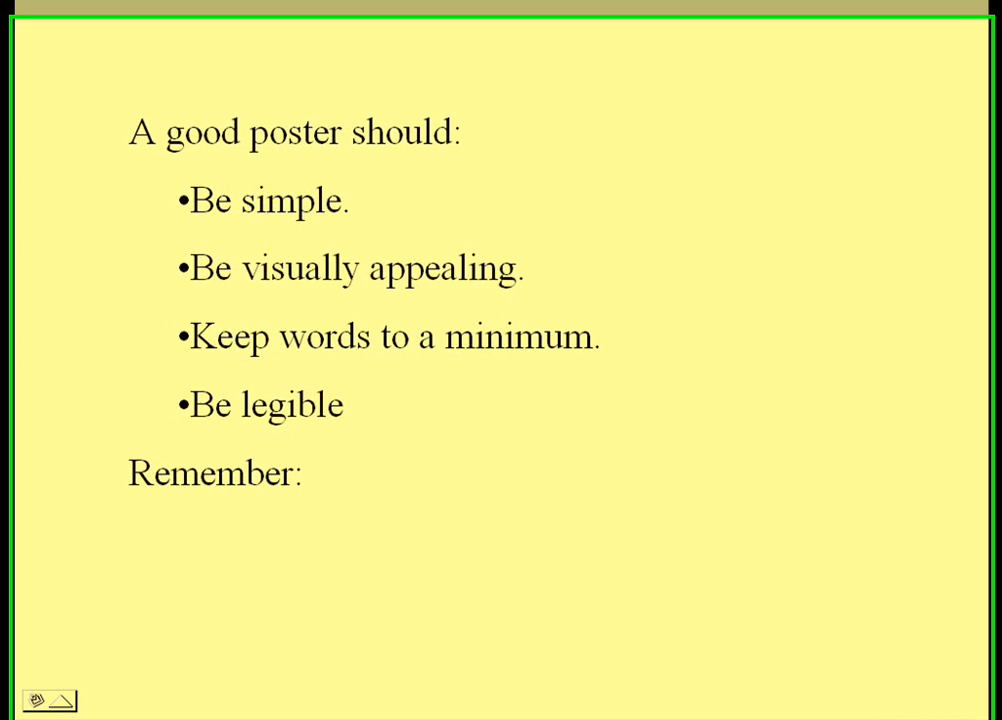 A good poster should:
•Be simple.
•Be visually appealing.
•Keep words to a minimum.
•Be legible
Remember: